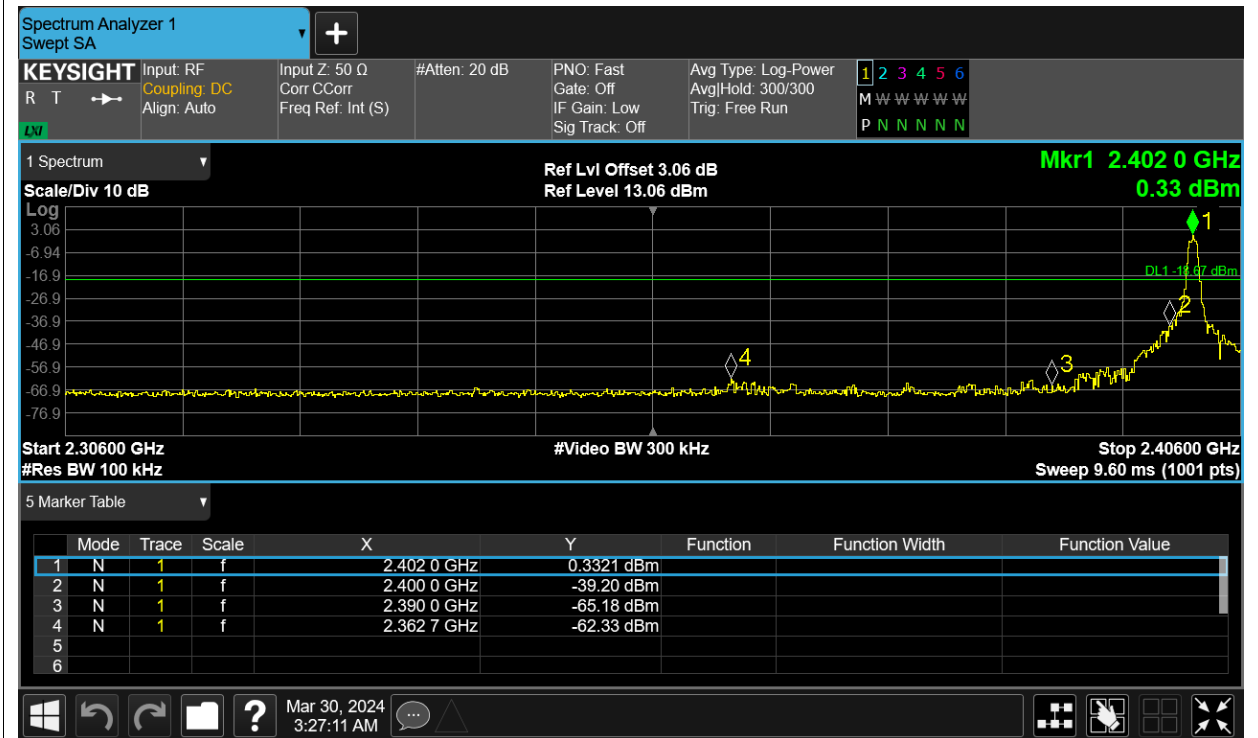 Spectrum Analyzer 1
Swept SA
KEYSIGHT
R T
LXI
Input: RF
Coupling: DC
Align: Auto
Input Z: 50 Ω
Corr CCorr
Freq Ref: Int (S)
#Atten: 20 dB
PNO: Fast
Gate: Off
IF Gain: Low
Sig Track: Off
Avg Type: Log-Power
Avg|Hold: 300/300
Trig: Free Run
1 2 3 4 5 6
M W W W W W
P N N N N N
1 Spectrum
Scale/Div 10 dB
Ref Lvl Offset 3.06 dB
Ref Level 13.06 dBm
Mkr1 2.402 0 GHz
0.33 dBm
Log
3.06
-6.94
-16.9
-26.9
-36.9
-46.9
-56.9
-66.9
-76.9
1
DL1 -18.67 dBm
2
4
3
Start 2.30600 GHz
#Video BW 300 kHz
Stop 2.40600 GHz
#Res BW 100 kHz
Sweep 9.60 ms (1001 pts)
5 Marker Table
Mode Trace Scale X Y Function Function Width Function Value
1 N 1 f 2.402 0 GHz 0.3321 dBm
2 N 1 f 2.400 0 GHz -39.20 dBm
3 N 1 f 2.390 0 GHz -65.18 dBm
4 N 1 f 2.362 7 GHz -62.33 dBm
5
6
?
Mar 30, 2024
3:27:11 AM